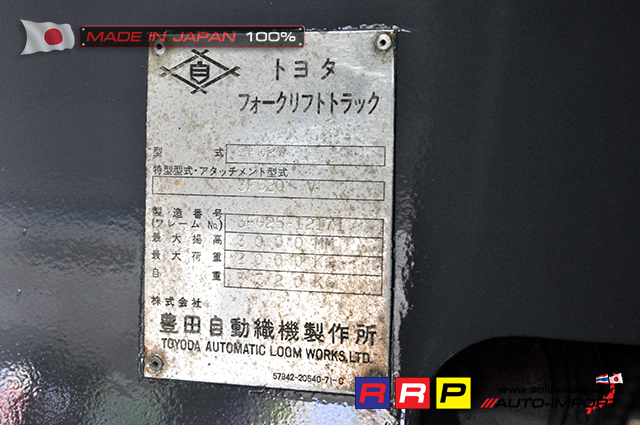 MADE IN JAPAN 100%
自
トヨタ
フォークリフトトラック
型 式
特型型式・アタッチメント型式
製造番号
(フレームNo)
最大揚高 3000MM
最大荷重
自重
株式会社
豊田自動織機製作所
TOYODA AUTOMATIC LOOM WORKS, LTD.
57842-20540-71-0
RRP
AUTO-IMPORT